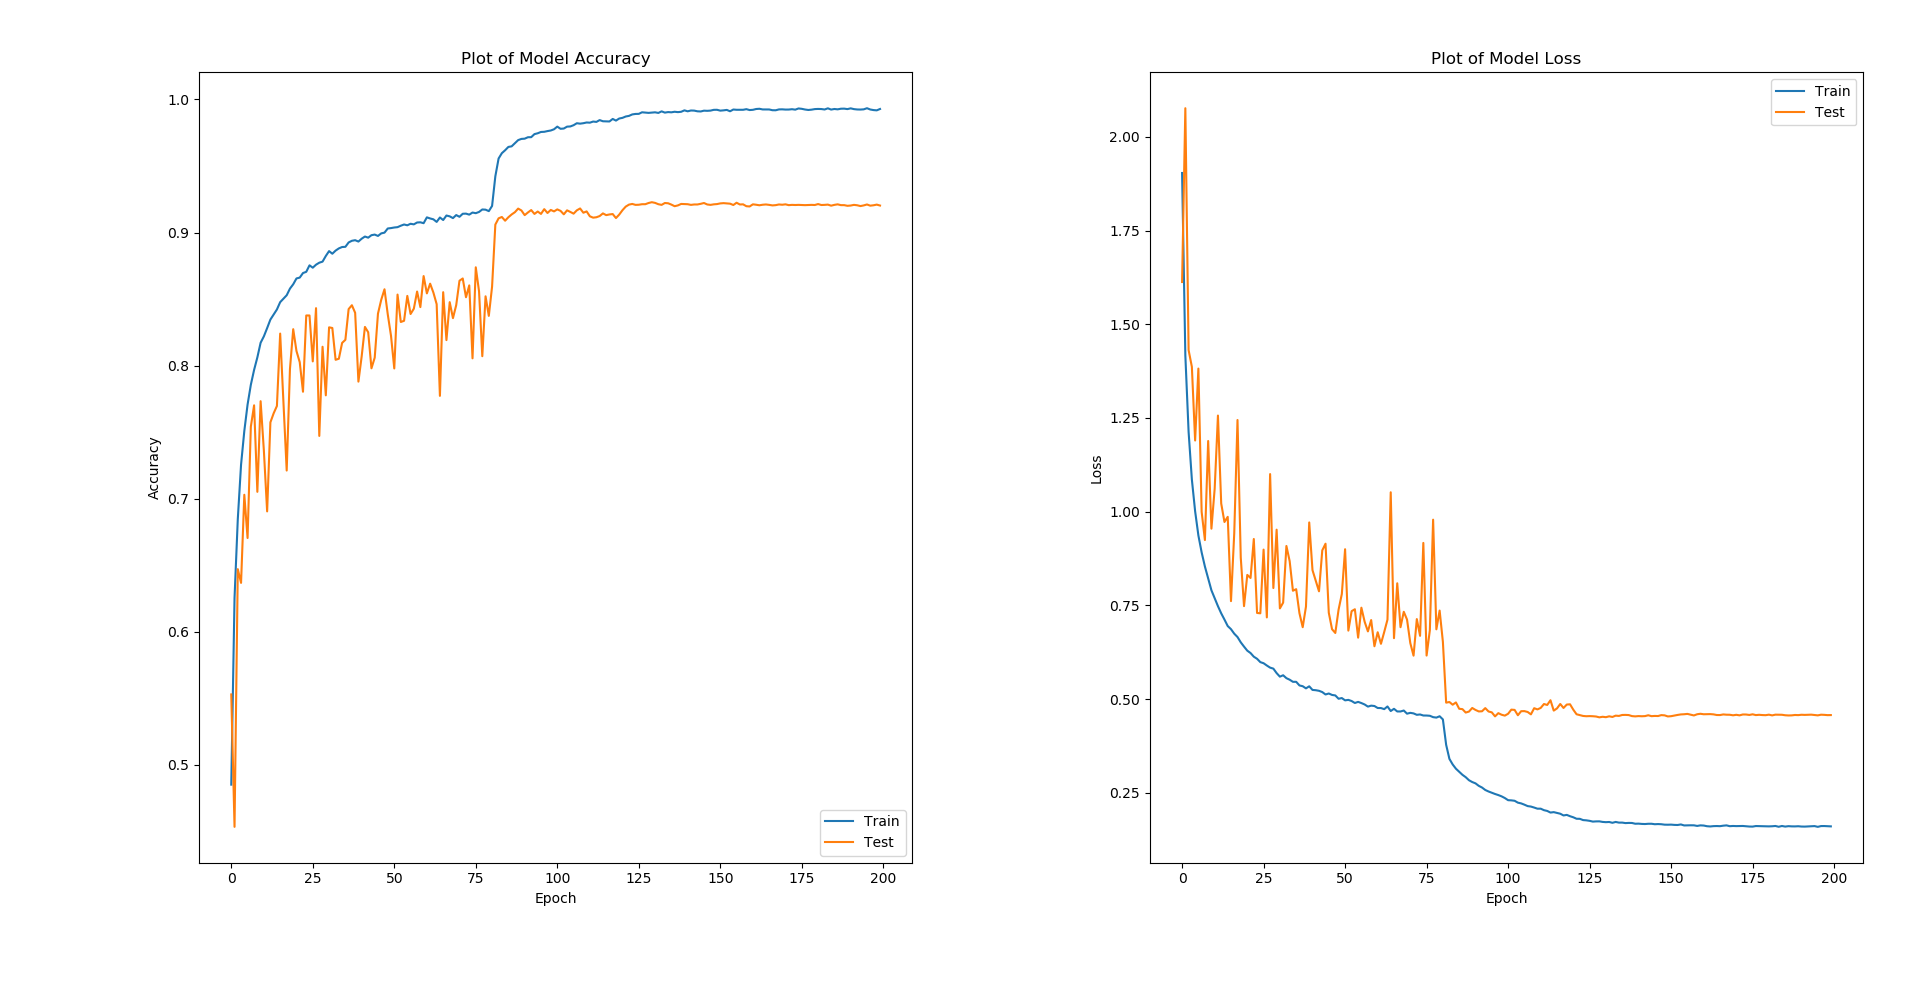 Plot of Model Accuracy
1.0
0.9
0.8
0.7
0.6
0.5
Accuracy
0 25 50 75 100 125 150 175 200
Epoch
Train
Test
Plot of Model Loss
2.00
1.75
1.50
1.25
1.00
0.75
0.50
0.25
Loss
0 25 50 75 100 125 150 175 200
Epoch
Train
Test